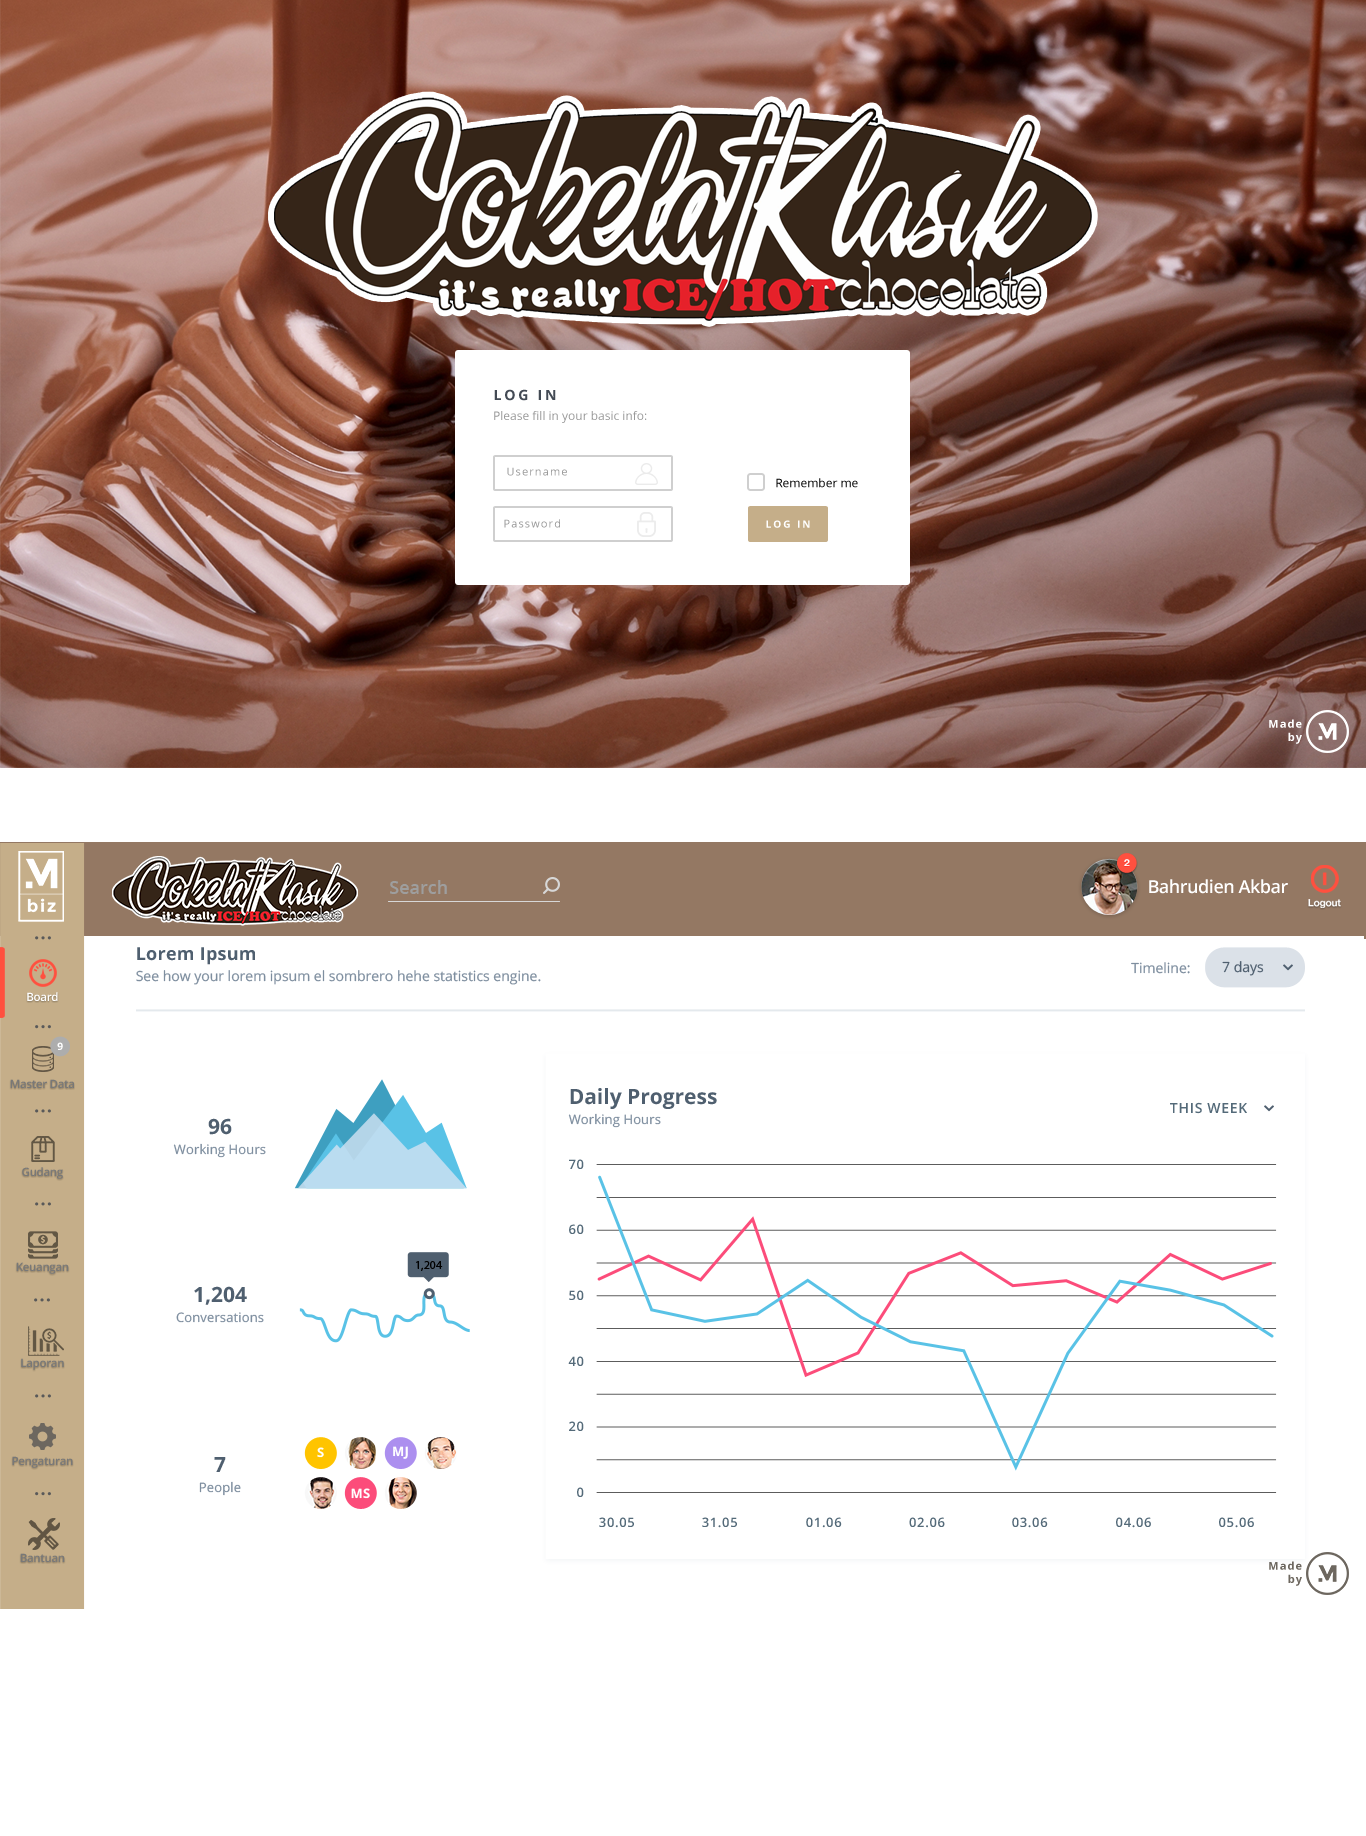 Cokelat Klasik
it's really ICE/HOT chocolate
LOG IN
Please fill in your basic info:
Username
Remember me
Password
LOG IN
Made
by
.M
.M
biz
Cokelat Klasik
it's really ICE/HOT chocolate
Search
2
Bahrudien Akbar
Logout
Lorem Ipsum
See how your lorem ipsum el sombrero hehe statistics engine.
Timeline:
7 days
Board
9
Master Data
Gudang
Keuangan
Laporan
Pengaturan
Bantuan
96
Working Hours
1,204
1,204
Conversations
7
People
S
MJ
MS
Daily Progress
Working Hours
THIS WEEK
70
60
50
40
20
0
30.05
31.05
01.06
02.06
03.06
04.06
05.06
Made
by
.M